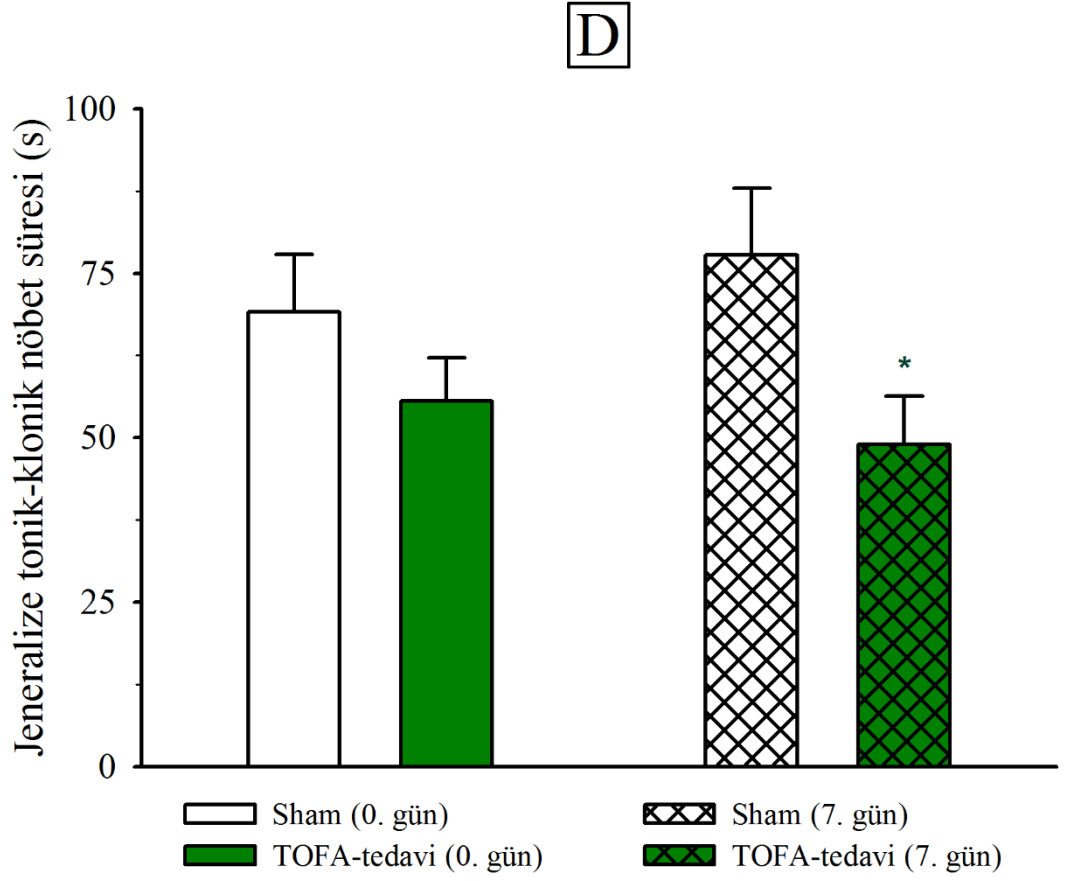 D
Jeneralize tonik-klonik nöbet süresi (s)
100
75
50
25
0
*
Sham (0. gün)
Sham (7. gün)
TOFA-tedavi (0. gün)
TOFA-tedavi (7. gün)